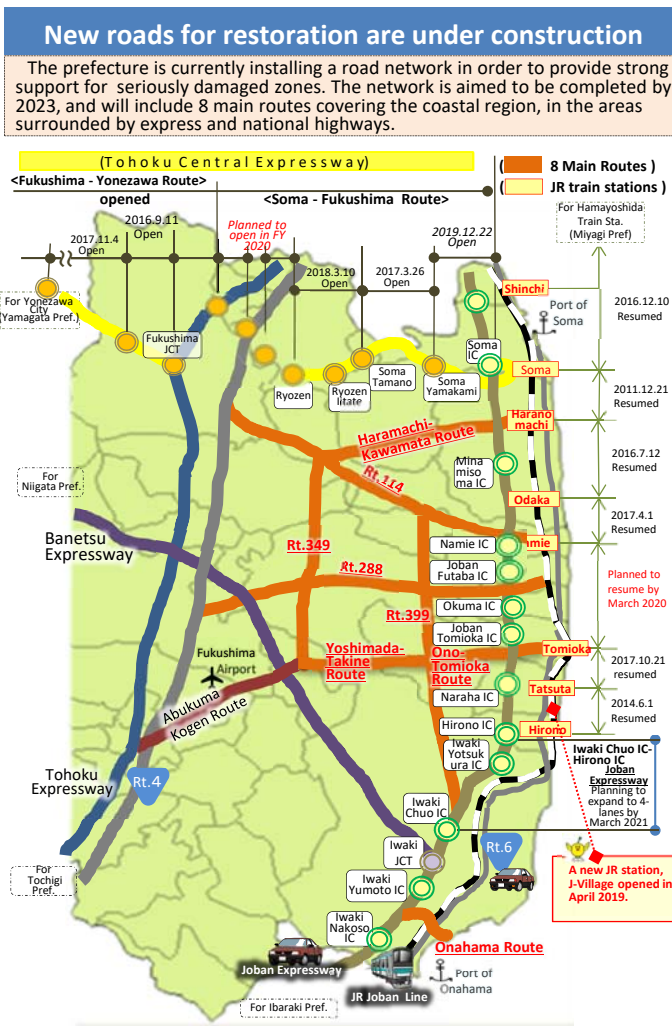 New roads for restoration are under construction
The prefecture is currently installing a road network in order to provide strong
support for seriously damaged zones. The network is aimed to be completed by
2023, and will include 8 main routes covering the coastal region, in the areas
surrounded by express and national highways.
(Tohoku Central Expressway)
<Fukushima - Yonezawa Route>
opened
<Soma - Fukushima Route>
( 8 Main Routes )
( JR train stations )
For Hamayoshida
Train Sta.
(Miyagi Pref)
2017.11.4
Open
2016.9.11
Open
Planned to
open in FY
2020
2018.3.10
Open
2017.3.26
Open
2019.12.22
Open
For Yonezawa
City
(Yamagata Pref.)
Fukushima
JCT
Ryozen
Ryozen
Iitate
Soma
Tamano
Soma
Yamakami
Soma
IC
Shinchi
Port of
Soma
2016.12.10
Resumed
Soma
2011.12.21
Resumed
Harano
machi
Haramachi-
Kawamata Route
Mina
miso
ma IC
2016.7.12
Resumed
For
Niigata Pref.
Rt.114
Odaka
2017.4.1
Resumed
Banetsu
Expressway
Rt.349
Namie IC
mie
Rt.288
Joban
Futaba IC
Planned to
resume by
March 2020
Rt.399
Okuma IC
Joban
Tomioka IC
Fukushima
Airport
Yoshimada-
Takine
Route
Ono-
Tomioka
Route
Tomioka
2017.10.21
Resumed
Abukuma
Kogen Route
Naraha IC
Tatsuta
2014.6.1
Resumed
Hirono IC
Hirono
Iwaki
Yotsuk
ura IC
Iwaki Chuo IC-
Hirono IC
Joban
Expressway
Planning to
expand to 4-
lanes by
March 2021
Tohoku
Expressway
Rt.4
Iwaki
Chuo IC
Iwaki
JCT
Rt.6
For
Tochigi
Pref.
Iwaki
Yumoto IC
A new JR station,
J-Village opened in
April 2019.
Iwaki
Nakoso
IC
Onahama Route
Joban Expressway
Port of
Onahama
JR Joban Line
For Ibaraki Pref.